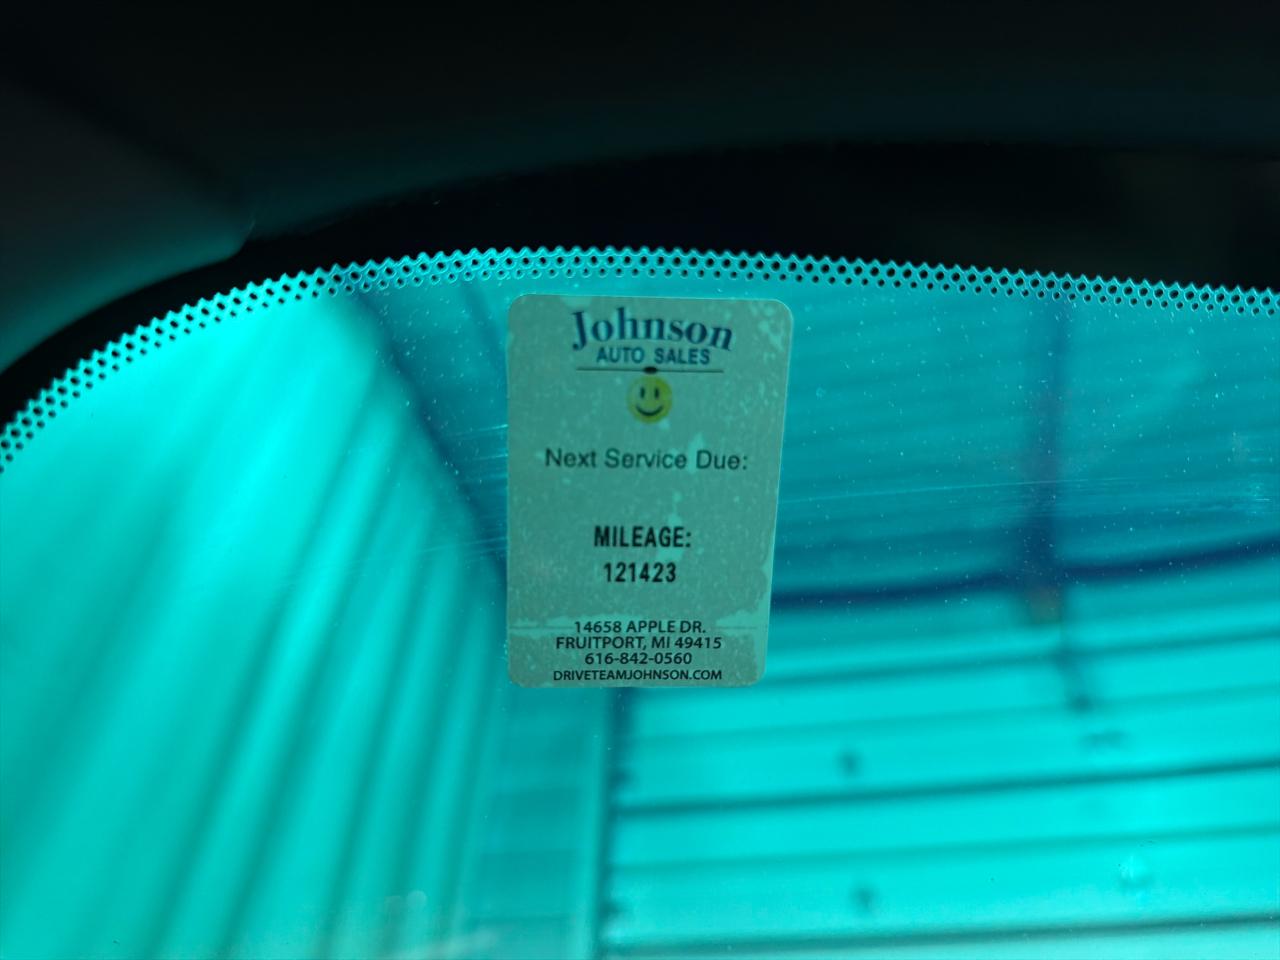 Johnson
AUTO SALES
Next Service Due:
MILEAGE:
121423
14658 APPLE DR.
FRUITPORT, MI 49415
616-842-0560
DRIVETEAMJOHNSON.COM